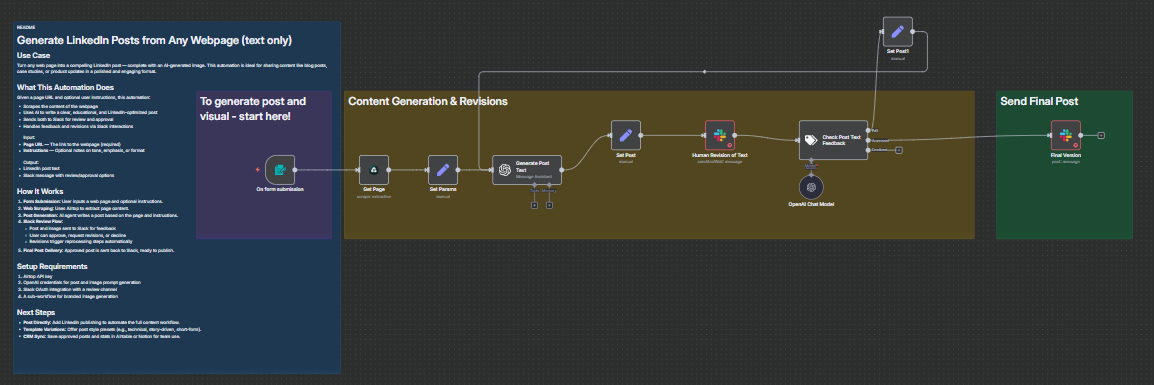 README
Generate LinkedIn Posts from Any Webpage (text only)
Use Case
Turn any web page into a compelling LinkedIn post — complete with an AI-generated image. This automation is ideal for sharing content like blog posts,
case studies, or product updates in a polished and engaging format.
What This Automation Does
Given a page URL and optional user instructions, this automation:
• Scrapes the content of the webpage
• Uses AI to write a clear, educational, and LinkedIn-optimized post
• Sends both to Slack for review and approval
• Handles feedback and revisions via Slack interactions
Input:
• Page URL — The link to the webpage (required)
• Instructions — Optional notes on tone, emphasis, or format
Output:
• LinkedIn post text
• Slack message with review/approval options
How It Works
1. Form Submission: User inputs a web page and optional instructions.
2. Web Scraping: Uses Airtop to extract page content.
3. Post Generation: AI agent writes a post based on the page and instructions.
4. Slack Review Flow:
• Post and image sent to Slack for feedback
• User can approve, request revisions, or decline
• Revisions trigger reprocessing steps automatically
5. Final Post Delivery: Approved post is sent back to Slack, ready to publish.
Setup Requirements
1. Airtop API key
2. OpenAI credentials for post and image prompt generation
3. Slack OAuth integration with a review channel
4. A sub-workflow for branded image generation
Next Steps
• Post Directly: Add LinkedIn publishing to automate the full content workflow.
• Template Variations: Offer post style presets (e.g., technical, story-driven, short-form).
• CRM Sync: Save approved posts and stats in Airtable or Notion for team use.
To generate post and
visual - start here!
On form submission
Content Generation & Revisions
Get Page
Set Params
manual
Generate Post
Text
Message Assistant
Set Post
manual
Human Revision of Text
sendAndWait: message
Check Post Text
Feedback
OpenAI Chat Model
Set Post1
manual
Send Final Post
Final Version
post: message